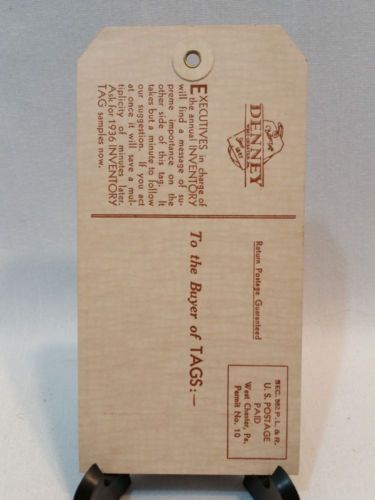 DENNEY
EXECUTIVES in charge of
the annual INVENTORY
will find a message of su-
preme importance on the
other side of this tag. It
takes but a minute to follow
our suggestion. If you act
at once it will save a mul-
tiplicity of minutes later.
Ask for 1936 INVENTORY
TAG samples now.
Return Postage Guaranteed
To the Buyer of TAGS:—
SEC. 562 P. L. & R.
U. S. POSTAGE
PAID
West Chester, Pa.
Permit No. 10